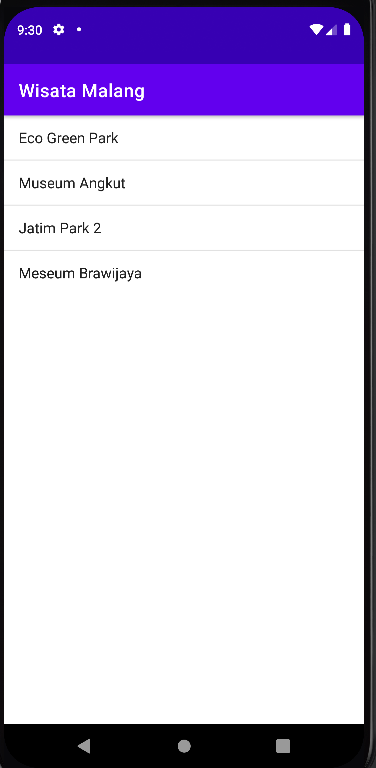 9:30
Wisata Malang
Eco Green Park
Museum Angkut
Jatim Park 2
Meseum Brawijaya